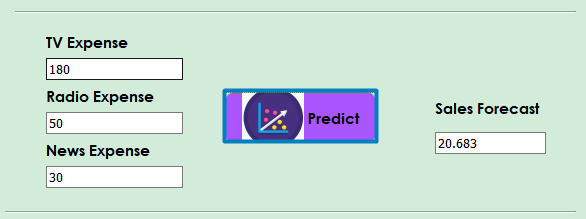 TV Expense
180
Radio Expense
50
News Expense
30
Predict
Sales Forecast
20.683